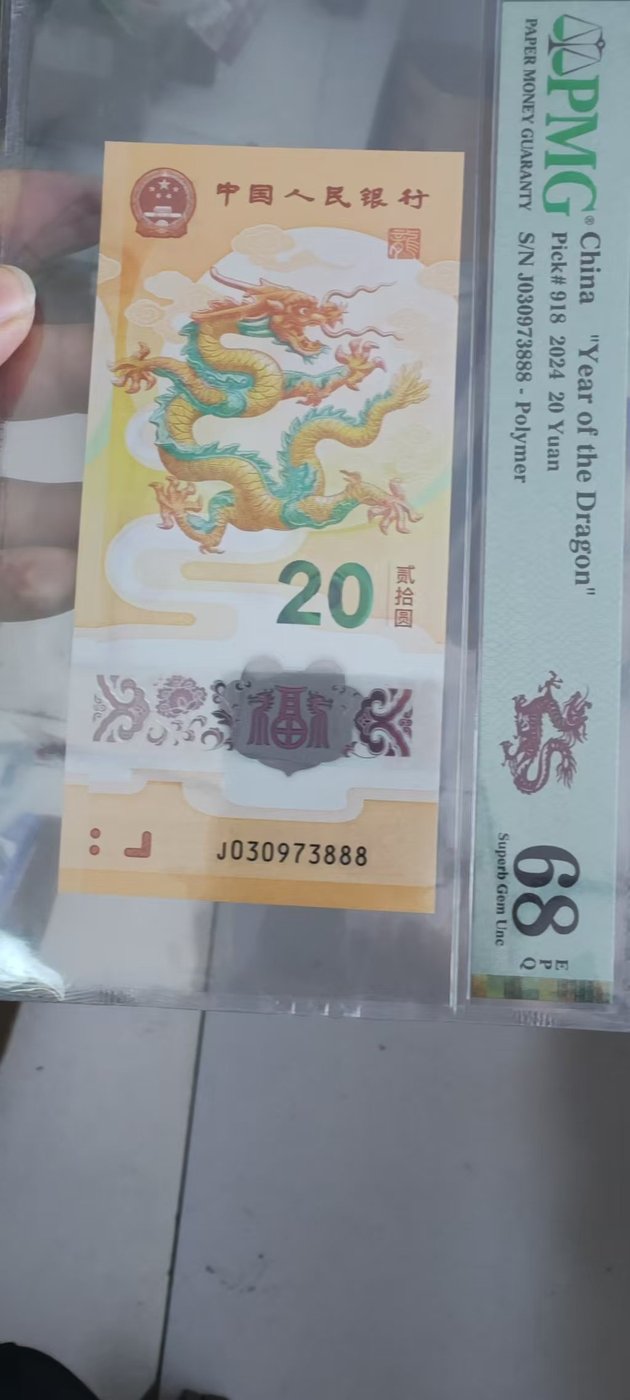 中国人民银行
龍
20
贰拾圆
福
J030973888
PMG®
PAPER MONEY GUARANTY
China "Year of the Dragon"
Pick# 918 2024 20 Yuan
S/N J030973888 - Polymer
68
EPQ
Superb Gem Unc